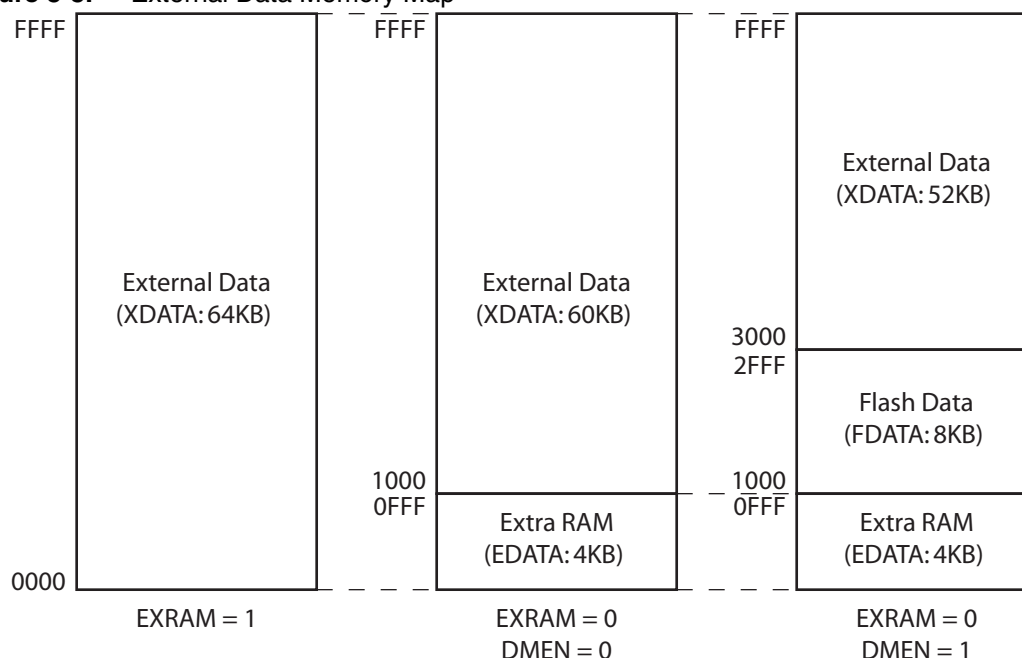 External Data Memory Map
FFFF
External Data
(XDATA: 64KB)
0000
EXRAM = 1
FFFF
External Data
(XDATA: 60KB)
1000
0FFF
Extra RAM
(EDATA: 4KB)
EXRAM = 0
DMEN = 0
FFFF
External Data
(XDATA: 52KB)
3000
2FFF
Flash Data
(FDATA: 8KB)
1000
0FFF
Extra RAM
(EDATA: 4KB)
EXRAM = 0
DMEN = 1